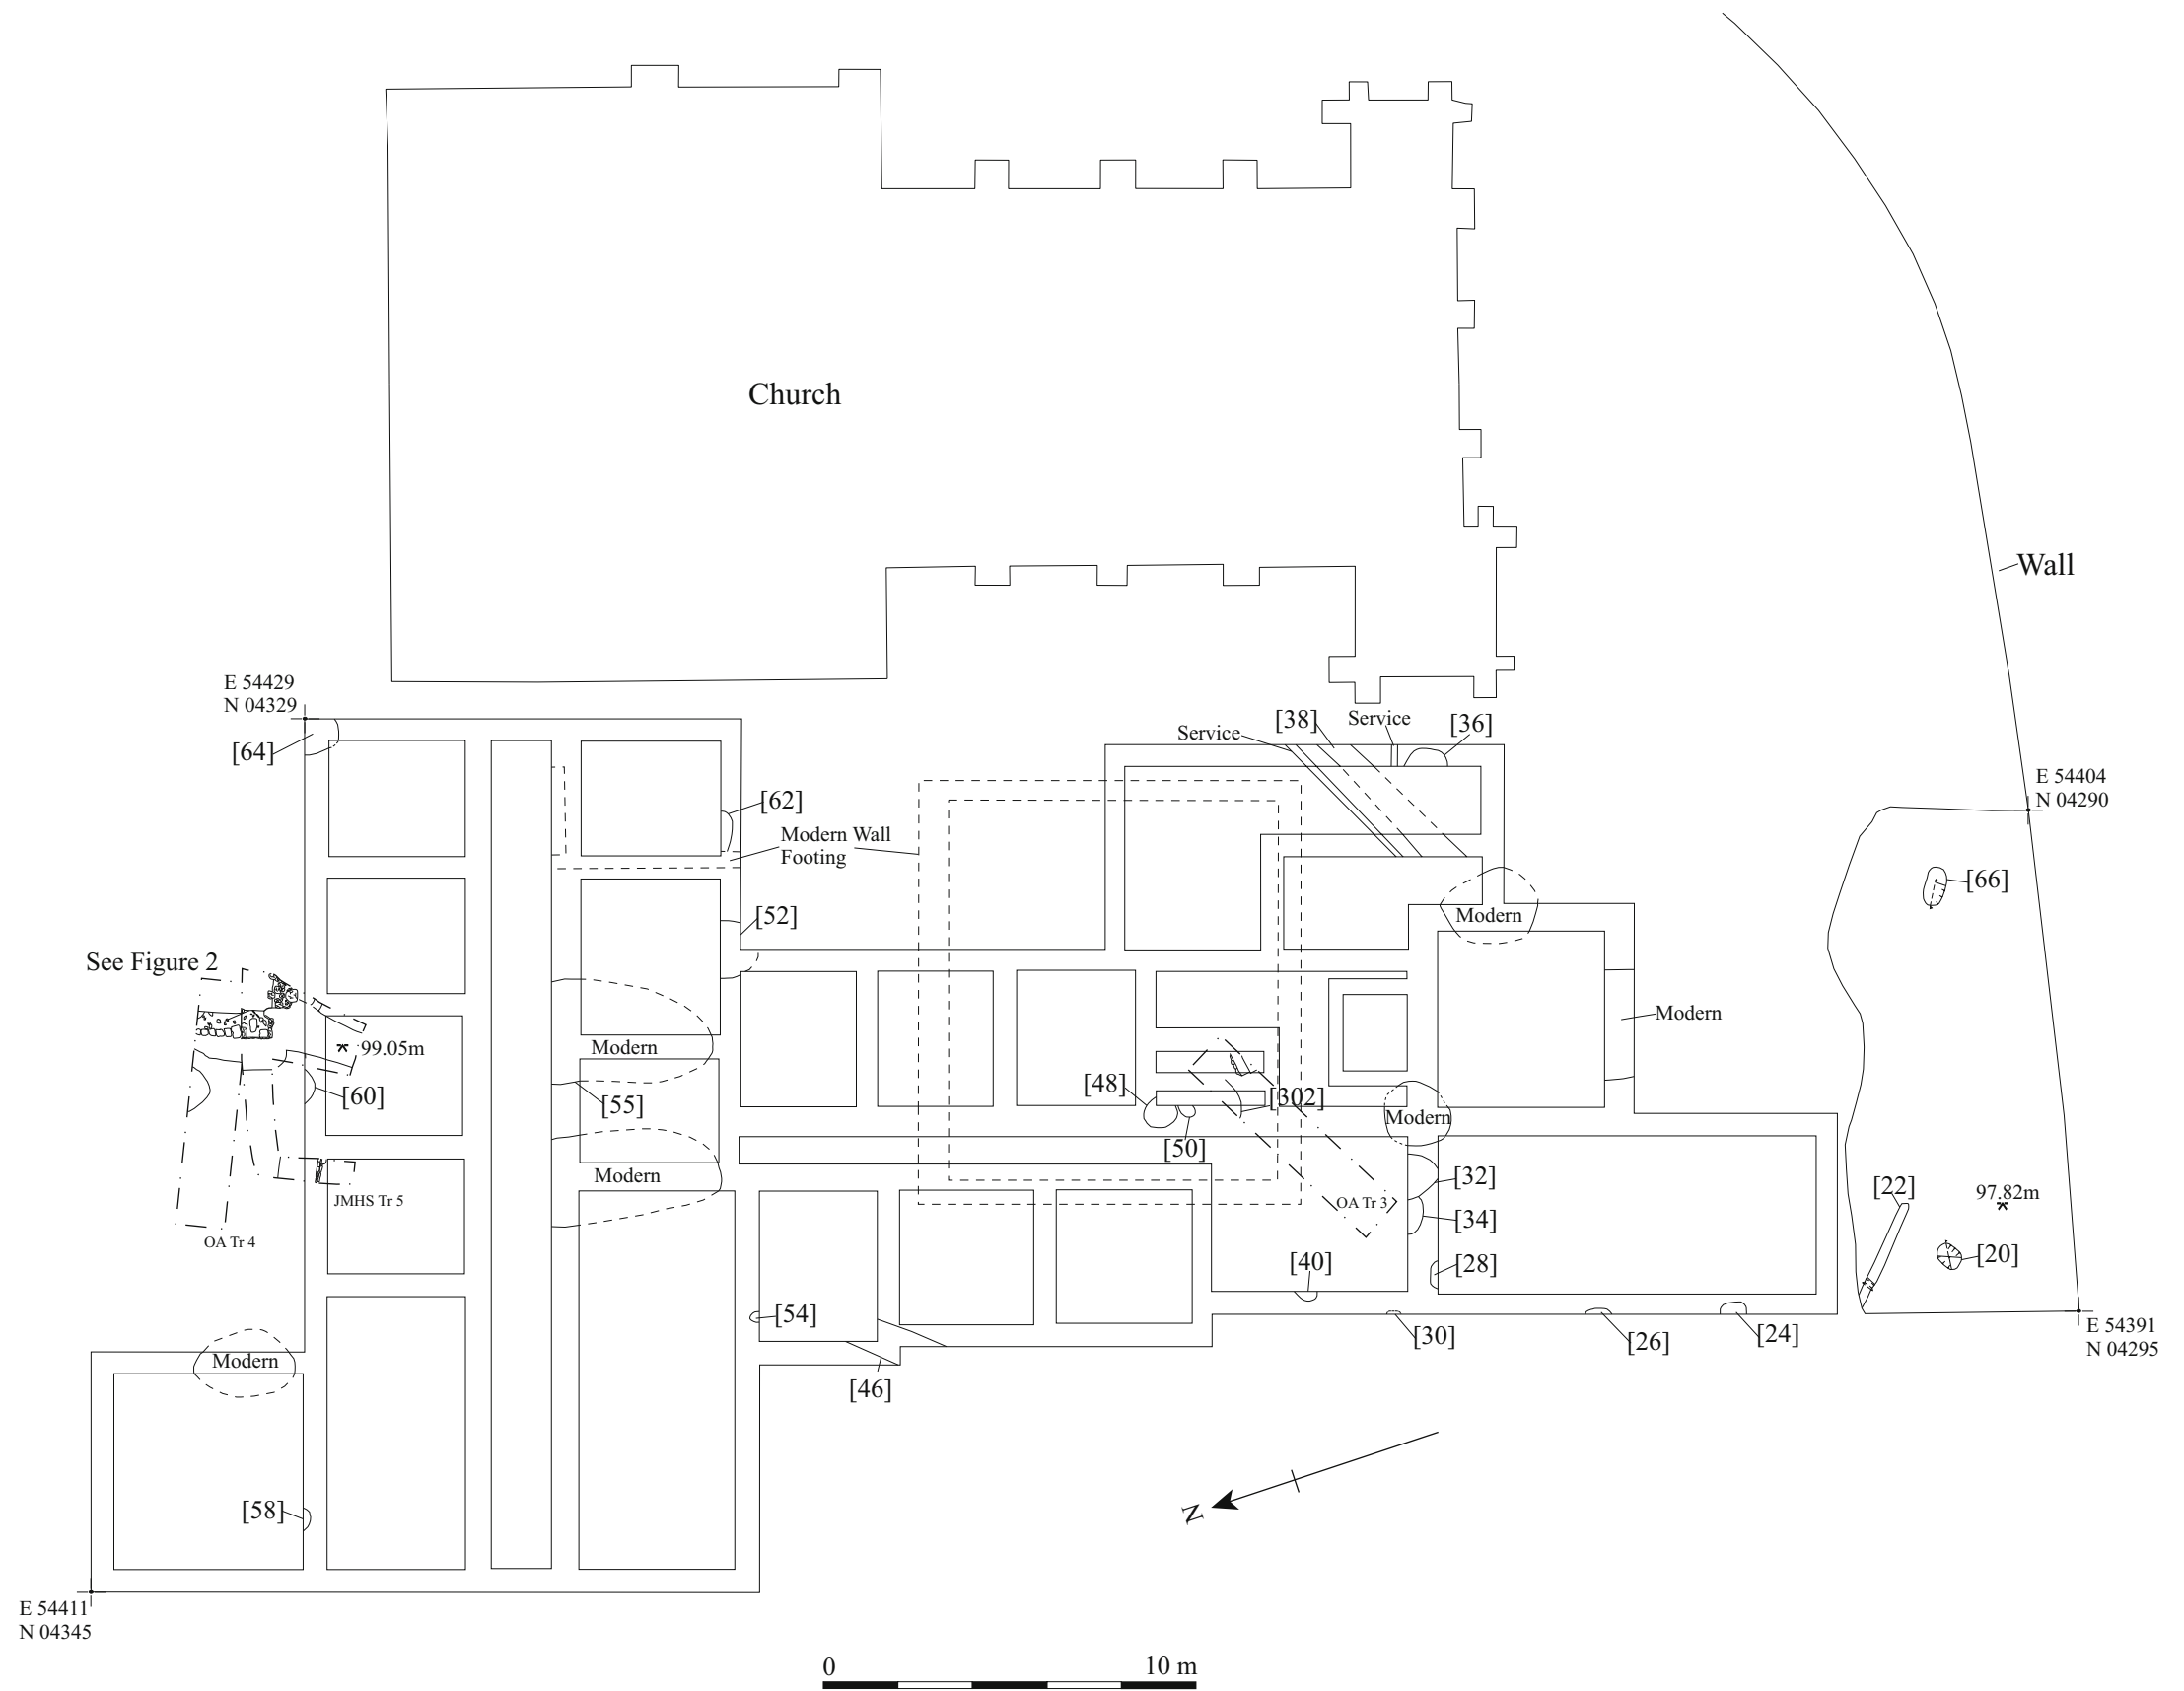 Church
Wall
E 54429
N 04329
[64]
[38]
Service
[36]
Service
E 54404
N 04290
[62]
Modern Wall
Footing
[66]
[52]
Modern
See Figure 2
Modern
99.05m
Modern
[60]
[55]
[48]
[302]
Modern
[50]
Modern
[32]
JMHS Tr 5
OA Tr 3
[22]
97.82m
[34]
OA Tr 4
[20]
[40]
[28]
[54]
[30]
[26]
[24]
E 54391
N 04295
Modern
[46]
[58]
N
E 54411
N 04345
0 10 m